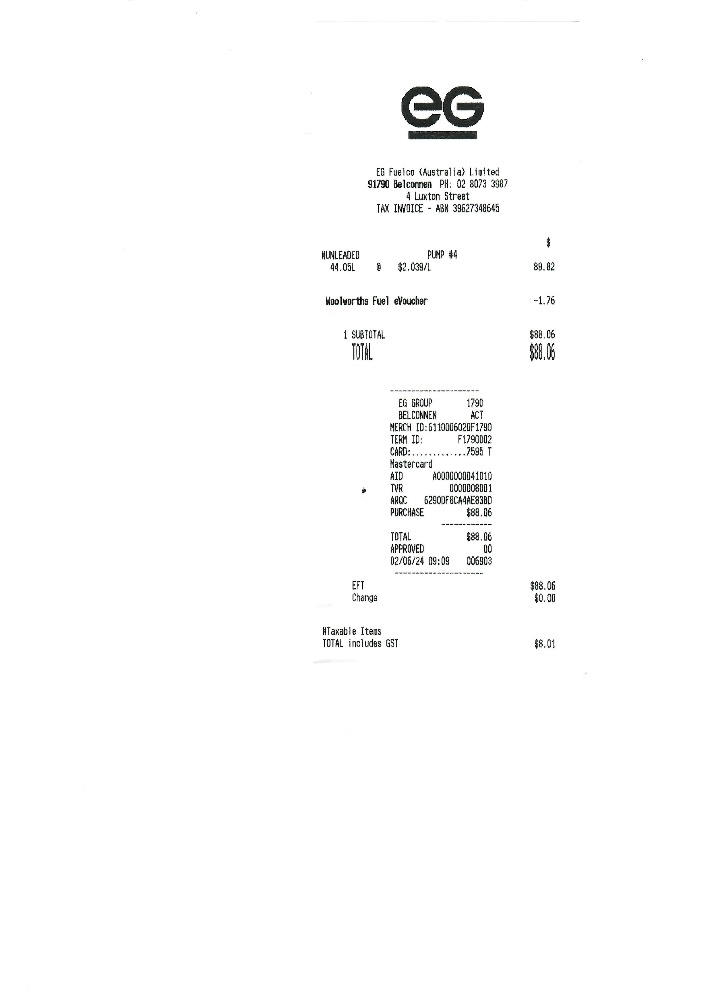 eG
EG Fuelco (Australia) Limited
91790 Belconnen PH: 02 8073 3987
4 Luxton Street
TAX INVOICE - ABN 39627348645
$
#UNLEADED PUMP #4
44.05L @ $2.039/L 89.82
Woolworths Fuel eVoucher -1.76
1 SUBTOTAL $88.06
TOTAL $88.06
---------------------
EG GROUP 1790
BELCONNEN ACT
MERCH ID:
TERM ID: F1790002
CARD:.............7595 T
Mastercard
AID A0000000041010
TVR 0000008001
ARQC
PURCHASE $88.06
------------
TOTAL $88.06
APPROVED 00
02/06/24 09:09 006903
---------------------
EFT $88.06
Change $0.00
#Taxable Items
TOTAL includes GST $8.01